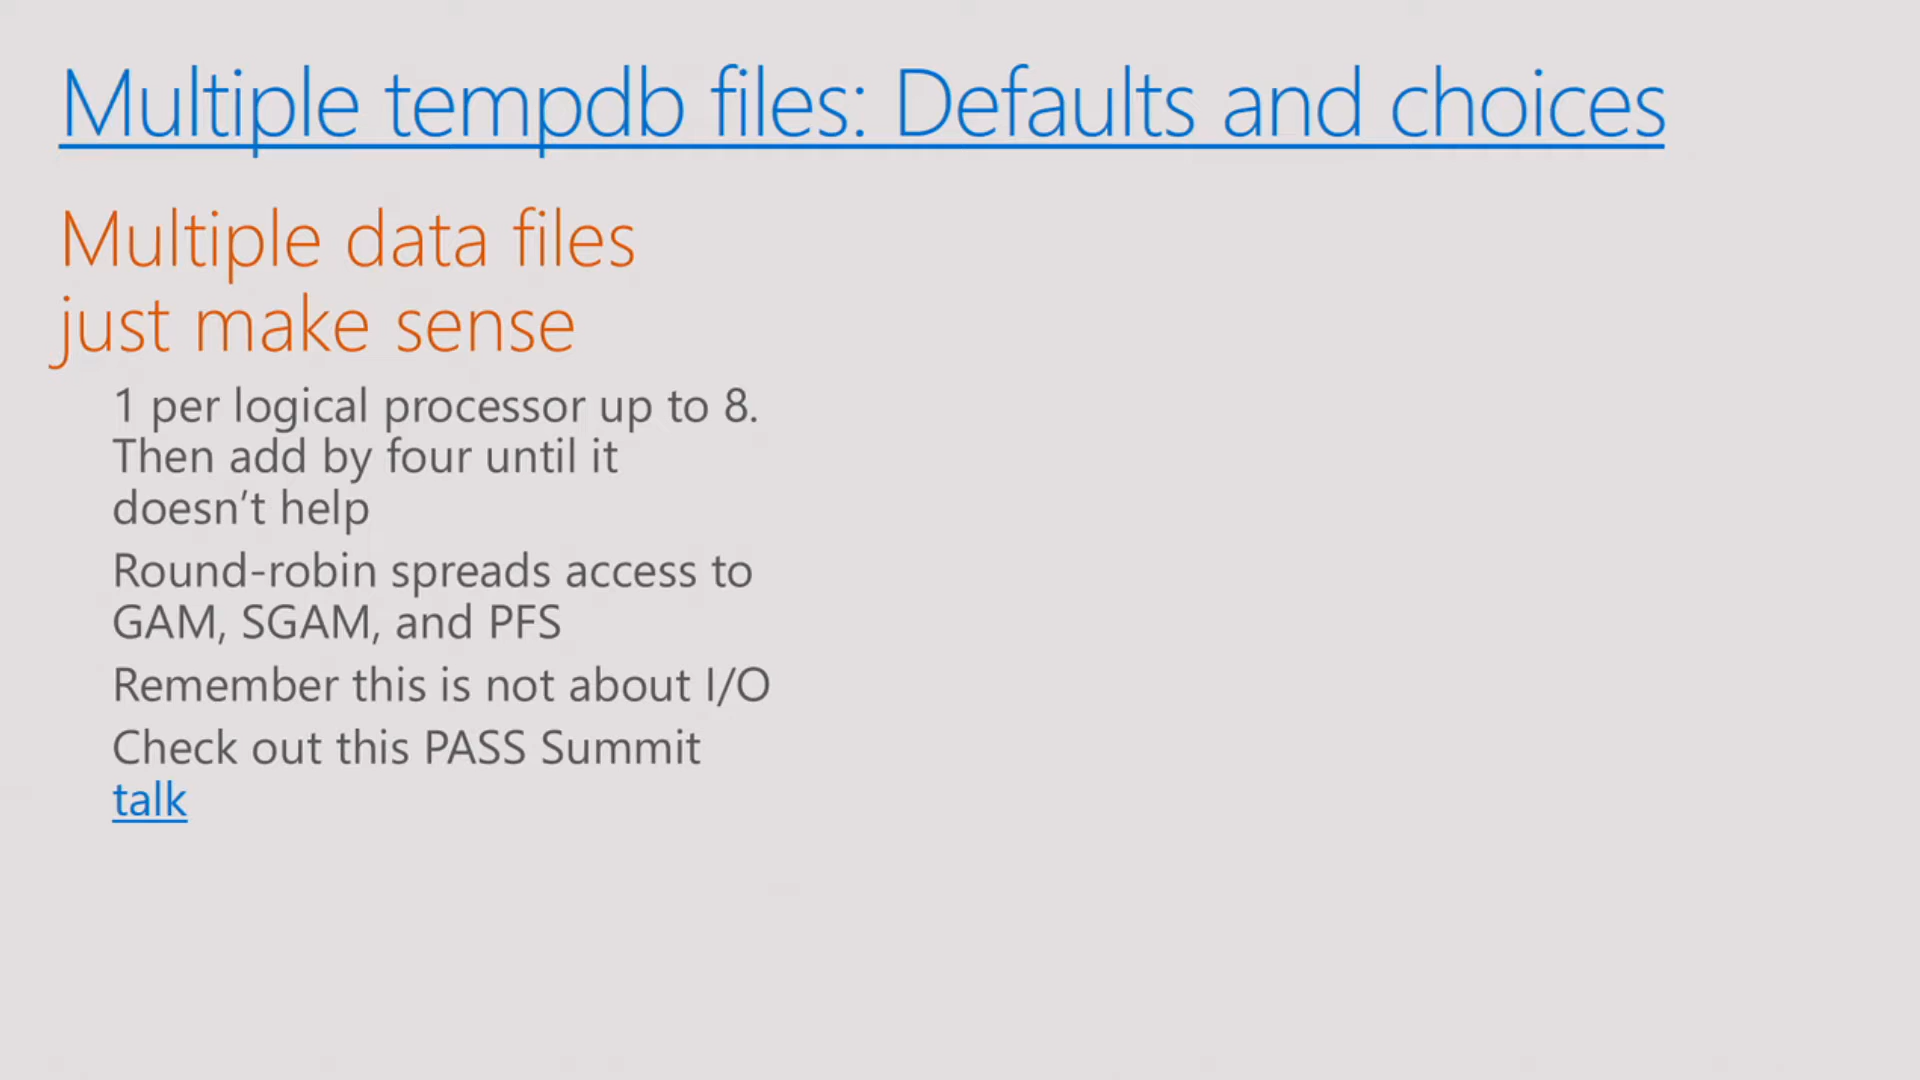 Multiple tempdb files: Defaults and choices
Multiple data files
just make sense
1 per logical processor up to 8.
Then add by four until it
doesn’t help
Round-robin spreads access to
GAM, SGAM, and PFS
Remember this is not about I/O
Check out this PASS Summit
talk